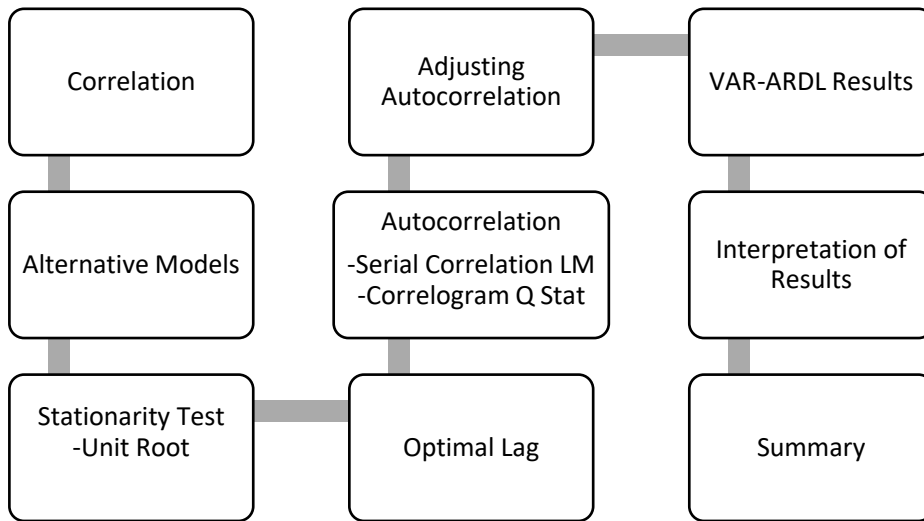 Correlation
Alternative Models
Stationarity Test
-Unit Root
Optimal Lag
Autocorrelation
-Serial Correlation LM
-Correlogram Q Stat
Adjusting
Autocorrelation
VAR-ARDL Results
Interpretation of
Results
Summary